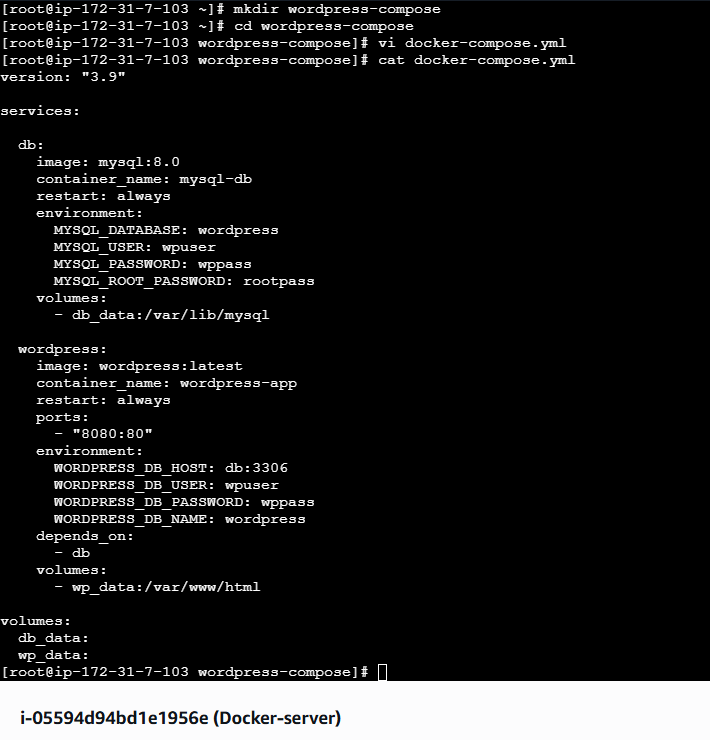 [root@ip-172-31-7-103 ~]# mkdir wordpress-compose
[root@ip-172-31-7-103 ~]# cd wordpress-compose
[root@ip-172-31-7-103 wordpress-compose]# vi docker-compose.yml
[root@ip-172-31-7-103 wordpress-compose]# cat docker-compose.yml
version: "3.9"

services:

  db:
    image: mysql:8.0
    container_name: mysql-db
    restart: always
    environment:
      MYSQL_DATABASE: wordpress
      MYSQL_USER: wpuser
      MYSQL_PASSWORD: wppass
      MYSQL_ROOT_PASSWORD: rootpass
    volumes:
      - db_data:/var/lib/mysql

  wordpress:
    image: wordpress:latest
    container_name: wordpress-app
    restart: always
    ports:
      - "8080:80"
    environment:
      WORDPRESS_DB_HOST: db:3306
      WORDPRESS_DB_USER: wpuser
      WORDPRESS_DB_PASSWORD: wppass
      WORDPRESS_DB_NAME: wordpress
    depends_on:
      - db
    volumes:
      - wp_data:/var/www/html

volumes:
  db_data:
  wp_data:
[root@ip-172-31-7-103 wordpress-compose]#
i-05594d94bd1e1956e (Docker-server)